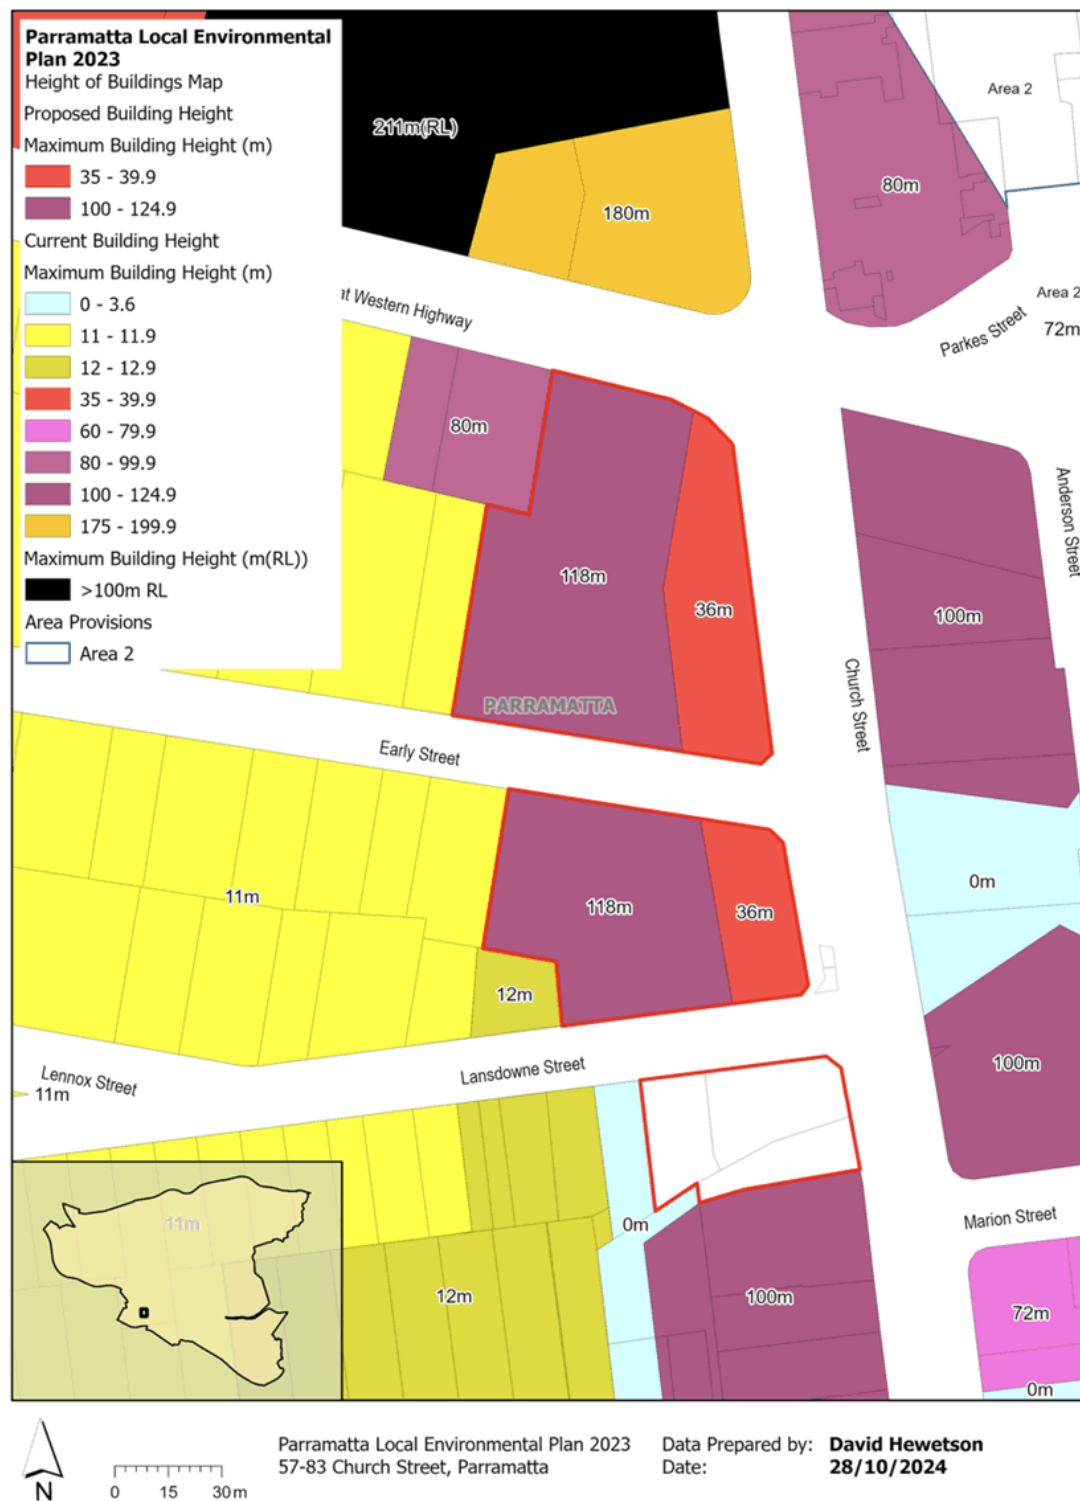 Parramatta Local Environmental
Plan 2023
Height of Buildings Map
Proposed Building Height
Maximum Building Height (m)
35 - 39.9
100 - 124.9
Current Building Height
Maximum Building Height (m)
0 - 3.6
11 - 11.9
12 - 12.9
35 - 39.9
60 - 79.9
80 - 99.9
100 - 124.9
175 - 199.9
Maximum Building Height (m(RL))
>100m RL
Area Provisions
Area 2
211m(RL)
180m
80m
Area 2
Area 2
72m
Parkes Street
Western Highway
80m
118m
36m
PARRAMATTA
100m
Anderson Street
Church Street
Early Street
11m
118m
36m
12m
0m
100m
Lansdowne Street
Lennox Street
11m
0m
12m
100m
Marion Street
72m
0m
11m
N
0 15 30 m
Parramatta Local Environmental Plan 2023
57-83 Church Street, Parramatta
Data Prepared by: David Hewetson
Date: 28/10/2024